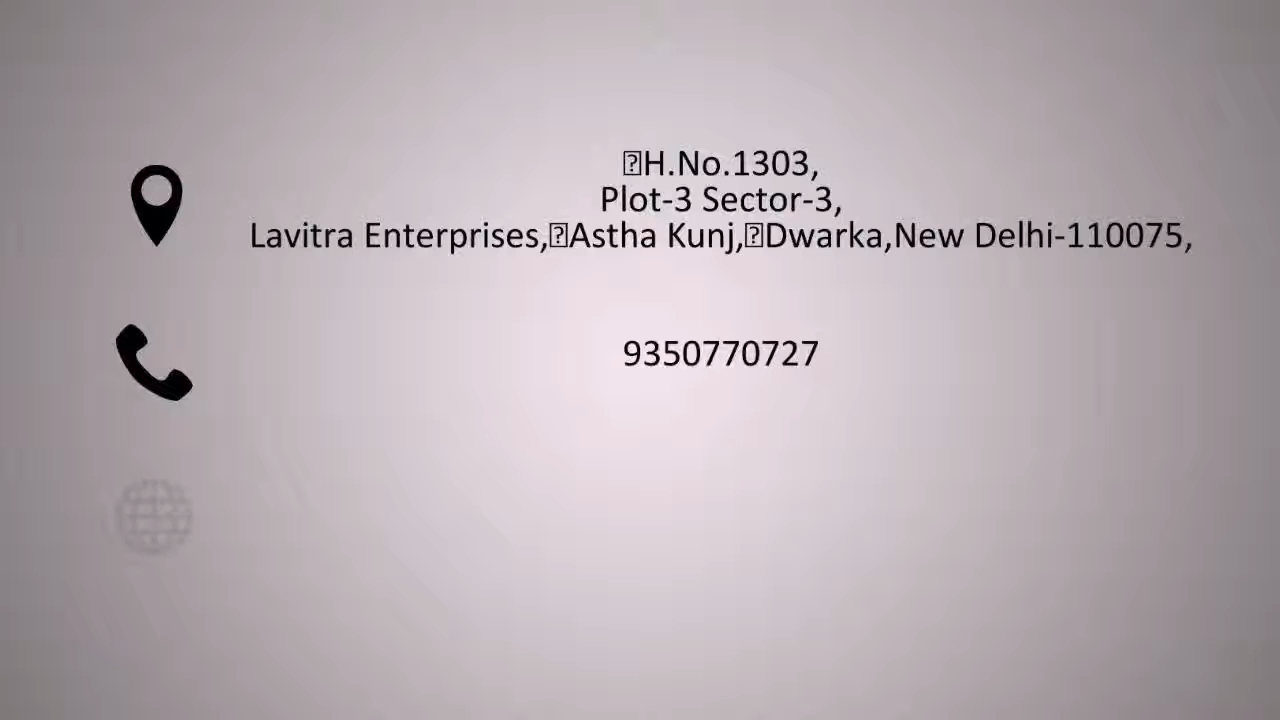 H.No.1303,
Plot-3 Sector-3,
Lavitra Enterprises,Astha Kunj,Dwarka,New Delhi-110075,
9350770727